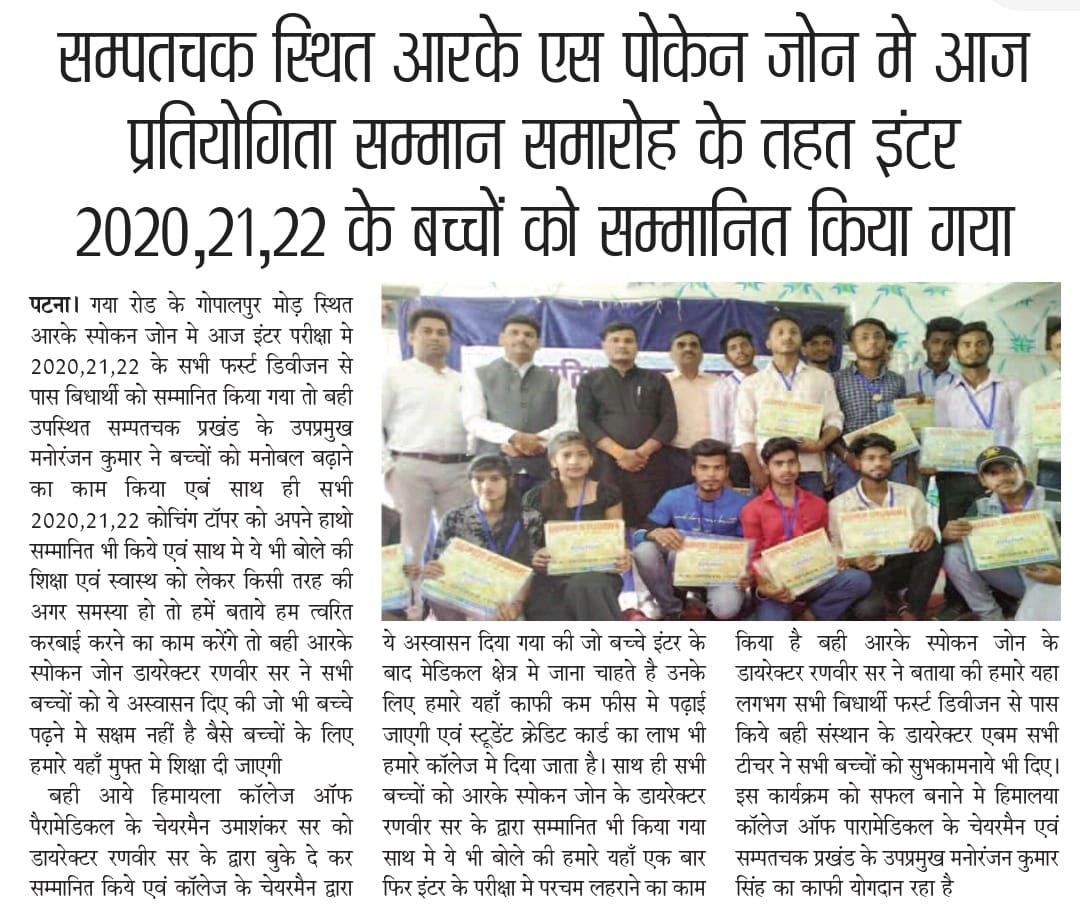 सम्पतचक स्थित आरके एस पोकेन जोन मे आज
प्रतियोगिता सम्मान समारोह के तहत इंटर
2020,21,22 के बच्चों को सम्मानित किया गया
पटना। गया रोड के गोपालपुर मोड़ स्थित
आरके स्पोकन जोन मे आज इंटर परीक्षा मे
2020,21,22 के सभी फर्स्ट डिवीजन से
पास बिधार्थी को सम्मानित किया गया तो बही
उपस्थित सम्पतचक प्रखंड के उपप्रमुख
मनोरंजन कुमार ने बच्चों को मनोबल बढ़ाने
का काम किया एबं साथ ही सभी
2020,21,22 कोचिंग टॉपर को अपने हाथो
सम्मानित भी किये एवं साथ मे ये भी बोले की
शिक्षा एवं स्वास्थ को लेकर किसी तरह की
अगर समस्या हो तो हमें बताये हम त्वरित
करबाई करने का काम करेंगे तो बही आरके
स्पोकन जोन डायरेक्टर रणवीर सर ने सभी
बच्चों को ये अस्वासन दिए की जो भी बच्चे
पढ़ने मे सक्षम नहीं है बैसे बच्चों के लिए
हमारे यहाँ मुफ्त मे शिक्षा दी जाएगी
बही आये हिमायला कॉलेज ऑफ
पैरामेडिकल के चेयरमैन उमाशंकर सर को
डायरेक्टर रणवीर सर के द्वारा बुके दे कर
सम्मानित किये एवं कॉलेज के चेयरमैन द्वारा
ये अस्वासन दिया गया की जो बच्चे इंटर के
बाद मेडिकल क्षेत्र मे जाना चाहते है उनके
लिए हमारे यहाँ काफी कम फीस मे पढ़ाई
जाएगी एवं स्टूडेंट क्रेडिट कार्ड का लाभ भी
हमारे कॉलेज मे दिया जाता है। साथ ही सभी
बच्चों को आरके स्पोकन जोन के डायरेक्टर
रणवीर सर के द्वारा सम्मानित भी किया गया
साथ मे ये भी बोले की हमारे यहाँ एक बार
फिर इंटर के परीक्षा मे परचम लहराने का काम
किया है बही आरके स्पोकन जोन के
डायरेक्टर रणवीर सर ने बताया की हमारे यहा
लगभग सभी बिधार्थी फर्स्ट डिवीजन से पास
किये बही संस्थान के डायरेक्टर एबम सभी
टीचर ने सभी बच्चों को सुभकामनाये भी दिए।
इस कार्यक्रम को सफल बनाने मे हिमालया
कॉलेज ऑफ पारामेडिकल के चेयरमैन एवं
सम्पतचक प्रखंड के उपप्रमुख मनोरंजन कुमार
सिंह का काफी योगदान रहा है